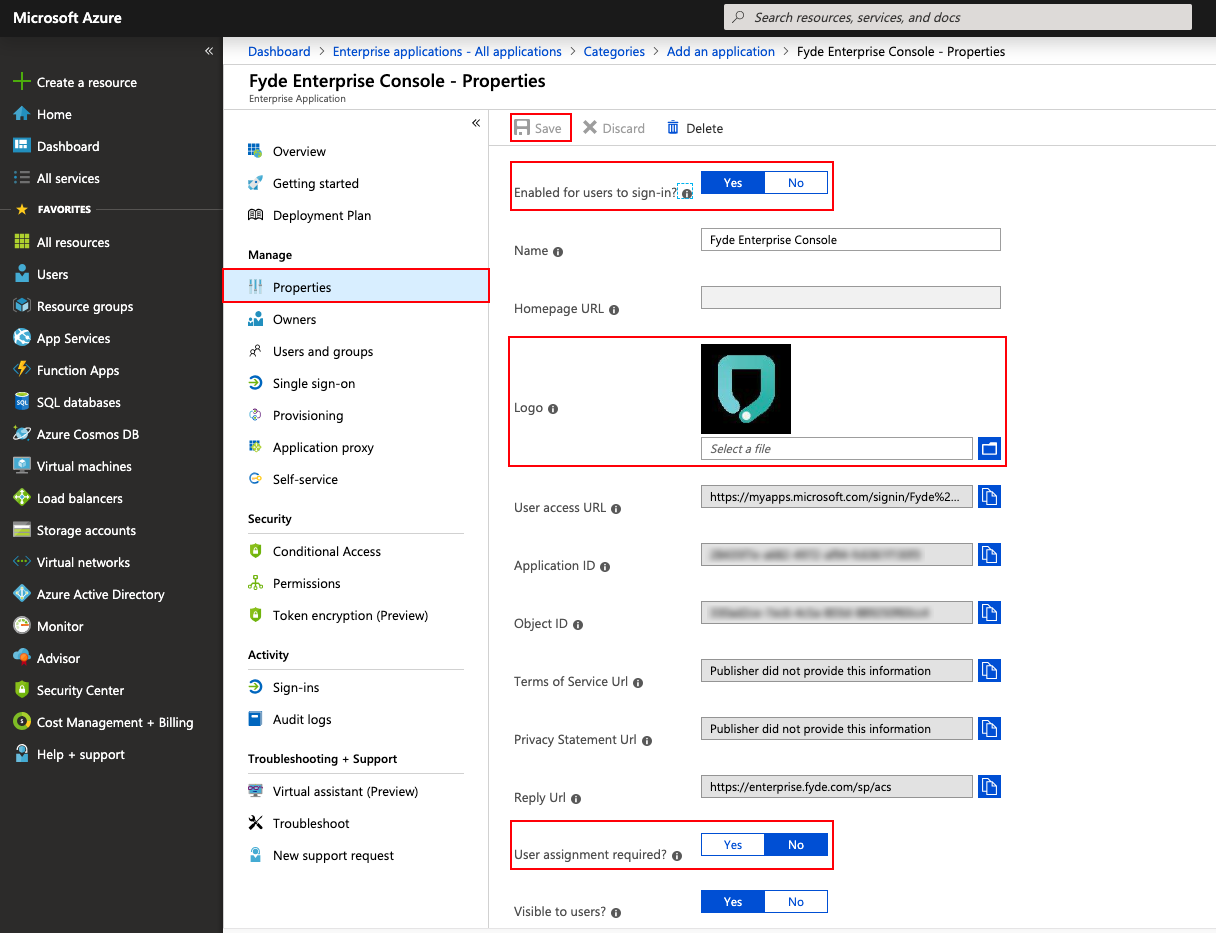 Microsoft Azure
Search resources, services, and docs
Create a resource
Home
Dashboard
All services
FAVORITES
All resources
Users
Resource groups
App Services
Function Apps
SQL databases
Azure Cosmos DB
Virtual machines
Load balancers
Storage accounts
Virtual networks
Azure Active Directory
Monitor
Advisor
Security Center
Cost Management + Billing
Help + support
Dashboard > Enterprise applications - All applications > Categories > Add an application > Fyde Enterprise Console - Properties
Fyde Enterprise Console - Properties
Enterprise Application
Overview
Getting started
Deployment Plan
Manage
Properties
Owners
Users and groups
Single sign-on
Provisioning
Application proxy
Self-service
Security
Conditional Access
Permissions
Token encryption (Preview)
Activity
Sign-ins
Audit logs
Troubleshooting + Support
Virtual assistant (Preview)
Troubleshoot
New support request
Save Discard Delete
Enabled for users to sign-in? Yes No
Name Fyde Enterprise Console
Homepage URL
Logo
Select a file
User access URL https://myapps.microsoft.com/signin/Fyde%2...
Application ID
Object ID
Terms of Service Url Publisher did not provide this information
Privacy Statement Url Publisher did not provide this information
Reply Url https://enterprise.fyde.com/sp/acs
User assignment required? Yes No
Visible to users? Yes No